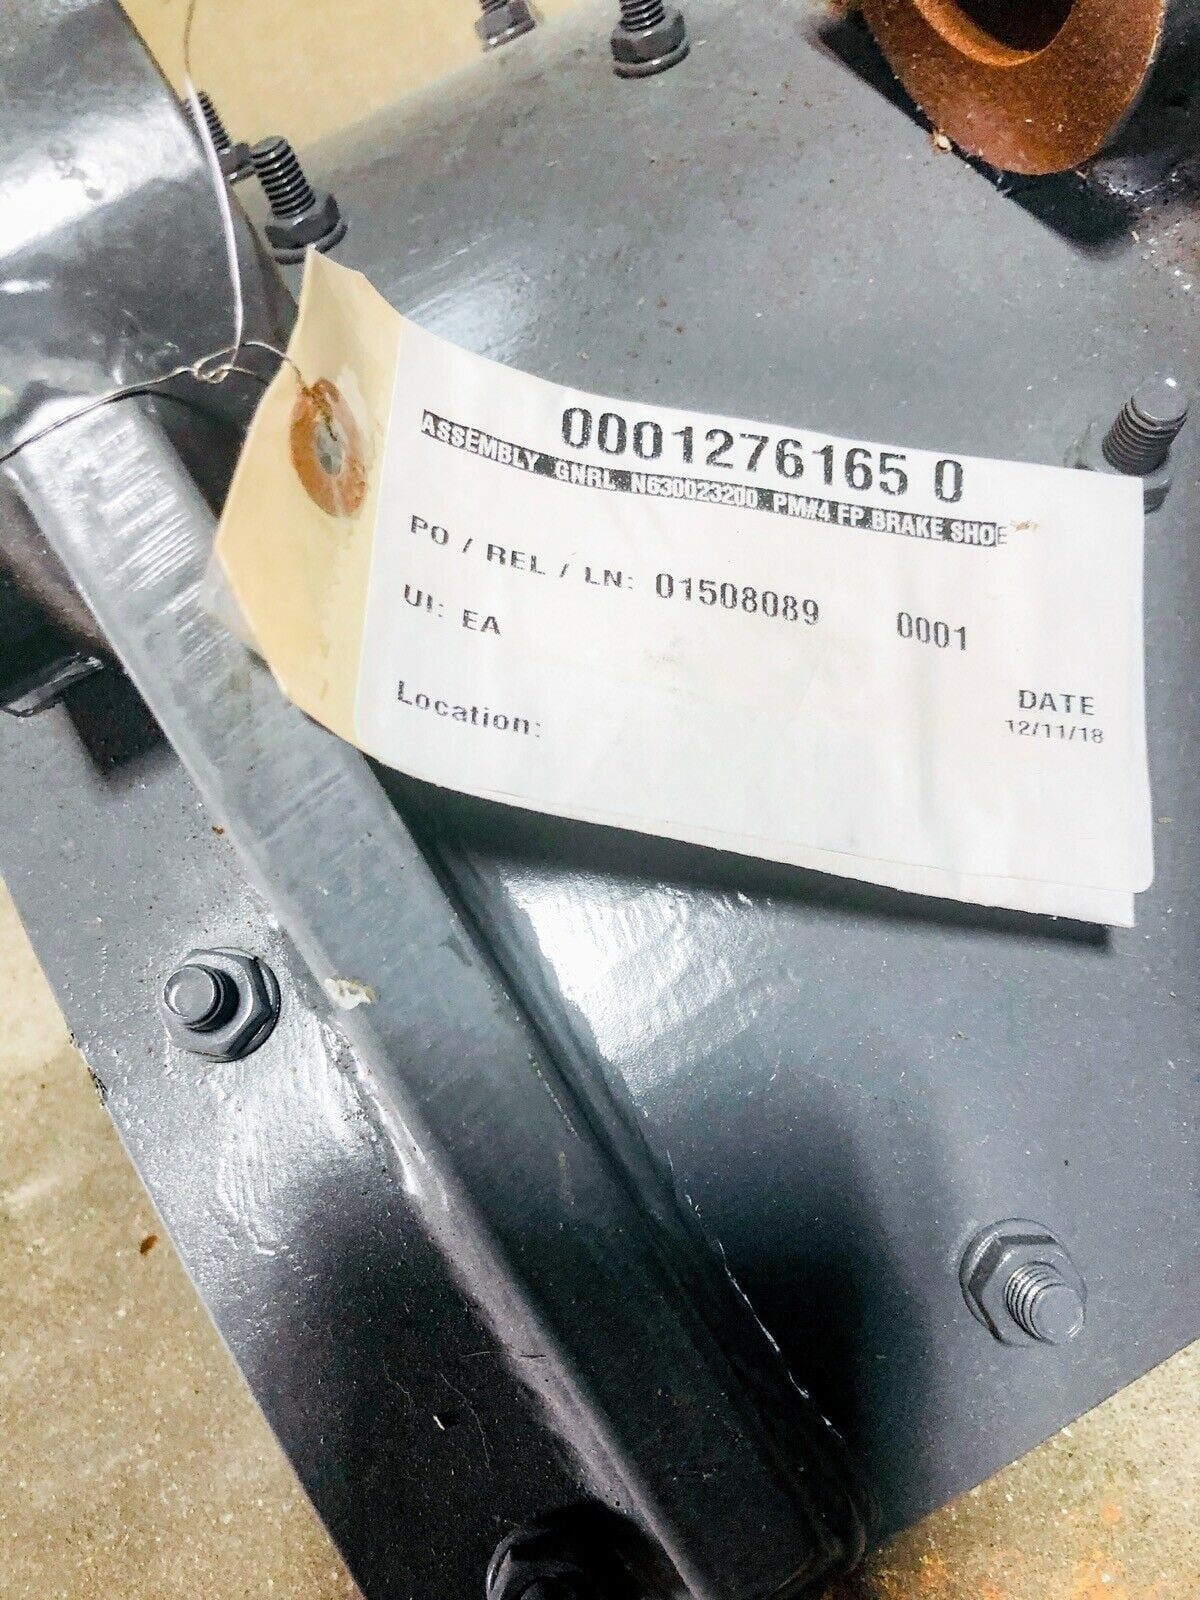 0001276165 0
ASSEMBLY GNRL N630023200 PM#4 FP BRAKE SHOE
PO / REL / LN: 01508089 0001
UI: EA
Location:
DATE
12/11/18